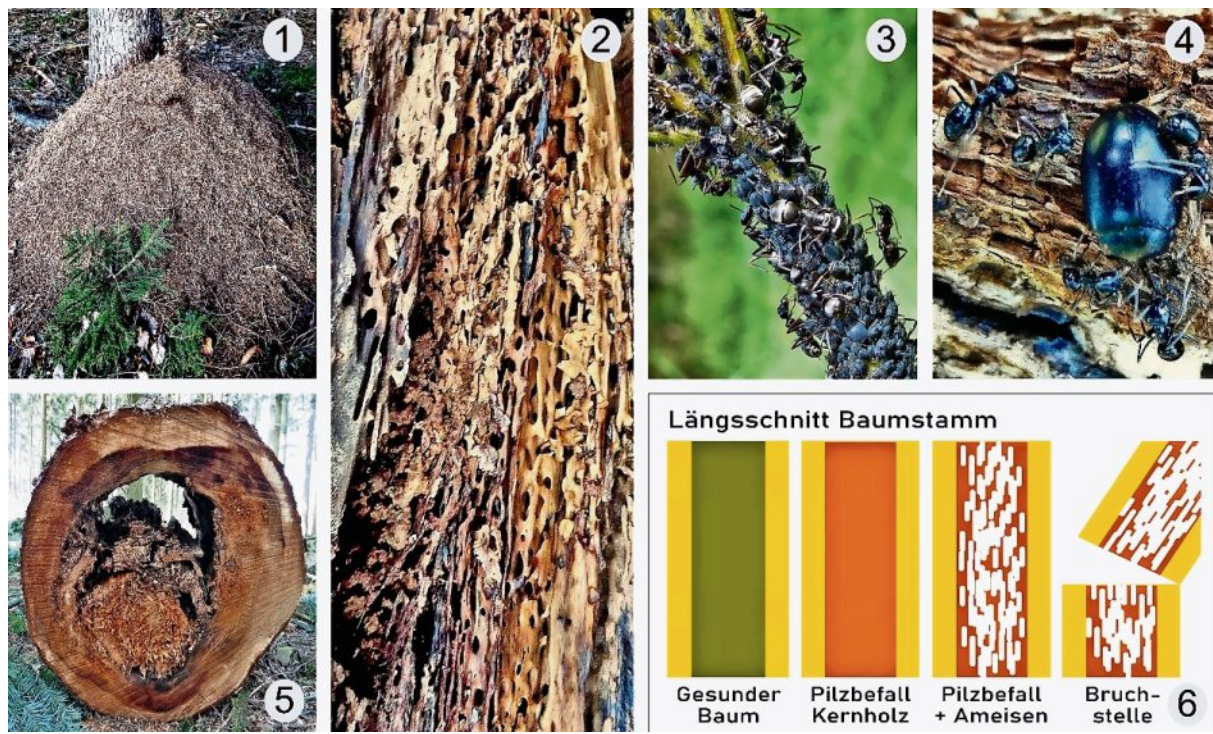 1
2
3
4
5
Längsschnitt Baumstamm
Gesunder
Baum
Pilzbefall
Kernholz
Pilzbefall
+ Ameisen
Bruch-
stelle
6